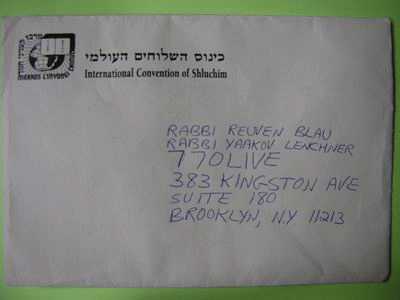 כינוס השלוחים העולמי
International Convention of Shluchim
RABBI REUVEN BLAU
RABBI YAAKOV LENCHNER
770LIVE
383 KINGSTON AVE
SUITE 180
BROOKLYN, N.Y 11213